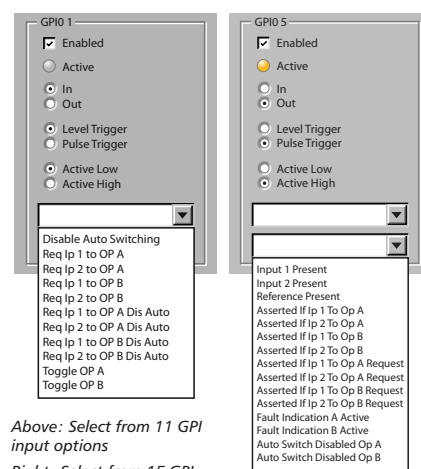 GPI0 1
Enabled
Active
In
Out
Level Trigger
Pulse Trigger
Active Low
Active High
Disable Auto Switching
Req Ip 1 to OP A
Req Ip 2 to OP A
Req Ip 1 to OP B
Req Ip 2 to OP B
Req Ip 1 to OP A Dis Auto
Req Ip 2 to OP A Dis Auto
Req Ip 1 to OP B Dis Auto
Req Ip 2 to OP B Dis Auto
Toggle OP A
Toggle OP B
Above: Select from 11 GPI
input options
Right: Select from 15 GPI
GPI0 5
Enabled
Active
In
Out
Level Trigger
Pulse Trigger
Active Low
Active High
Input 1 Present
Input 2 Present
Reference Present
Asserted If Ip 1 To Op A
Asserted If Ip 2 To Op A
Asserted If Ip 1 To Op B
Asserted If Ip 2 To Op B
Asserted If Ip 1 To Op A Request
Asserted If Ip 2 To Op A Request
Asserted If Ip 1 To Op B Request
Asserted If Ip 2 To Op B Request
Fault Indication A Active
Fault Indication B Active
Auto Switch Disabled Op A
Auto Switch Disabled Op B